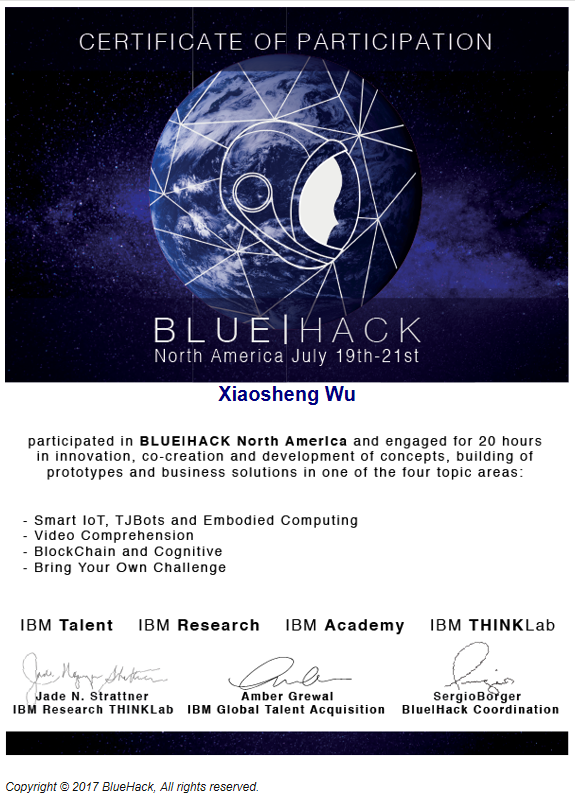 CERTIFICATE OF PARTICIPATION
BLUE|HACK
North America July 19th-21st
Xiaosheng Wu
participated in BLUE|HACK North America and engaged for 20 hours
in innovation, co-creation and development of concepts, building of
prototypes and business solutions in one of the four topic areas:
- Smart IoT, TJBots and Embodied Computing
- Video Comprehension
- BlockChain and Cognitive
- Bring Your Own Challenge
IBM Talent IBM Research IBM Academy IBM THINKLab
Jade N. Strattner Amber Grewal SergioBorger
IBM Research THINKLab IBM Global Talent Acquisition Blue|Hack Coordination
Copyright © 2017 BlueHack, All rights reserved.